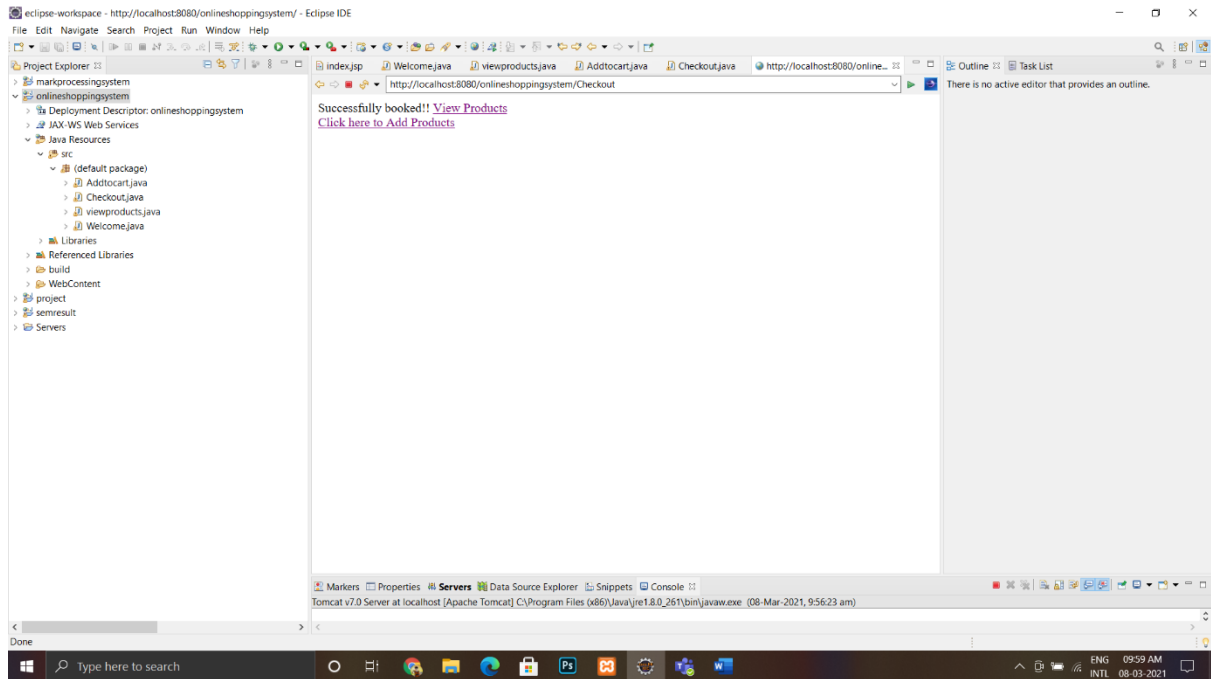 eclipse-workspace - http://localhost:8080/onlineshoppingsystem/ - Eclipse IDE
File Edit Navigate Search Project Run Window Help
Project Explorer
markprocessingsystem
onlineshoppingsystem
Deployment Descriptor: onlineshoppingsystem
JAX-WS Web Services
Java Resources
src
(default package)
Addtocart.java
Checkout.java
viewproducts.java
Welcome.java
Libraries
Referenced Libraries
build
WebContent
project
semresult
Servers
index.jsp Welcome.java viewproducts.java Addtocart.java Checkout.java http://localhost:8080/online...
http://localhost:8080/onlineshoppingsystem/Checkout
Successfully booked!! View Products
Click here to Add Products
Outline Task List
There is no active editor that provides an outline.
Markers Properties Servers Data Source Explorer Snippets Console
Tomcat v7.0 Server at localhost [Apache Tomcat] C:\Program Files (x86)\Java\jre1.8.0_261\bin\javaw.exe (08-Mar-2021, 9:56:23 am)
Done
Type here to search
Ps
W
ENG
INTL
09:59 AM
08-03-2021